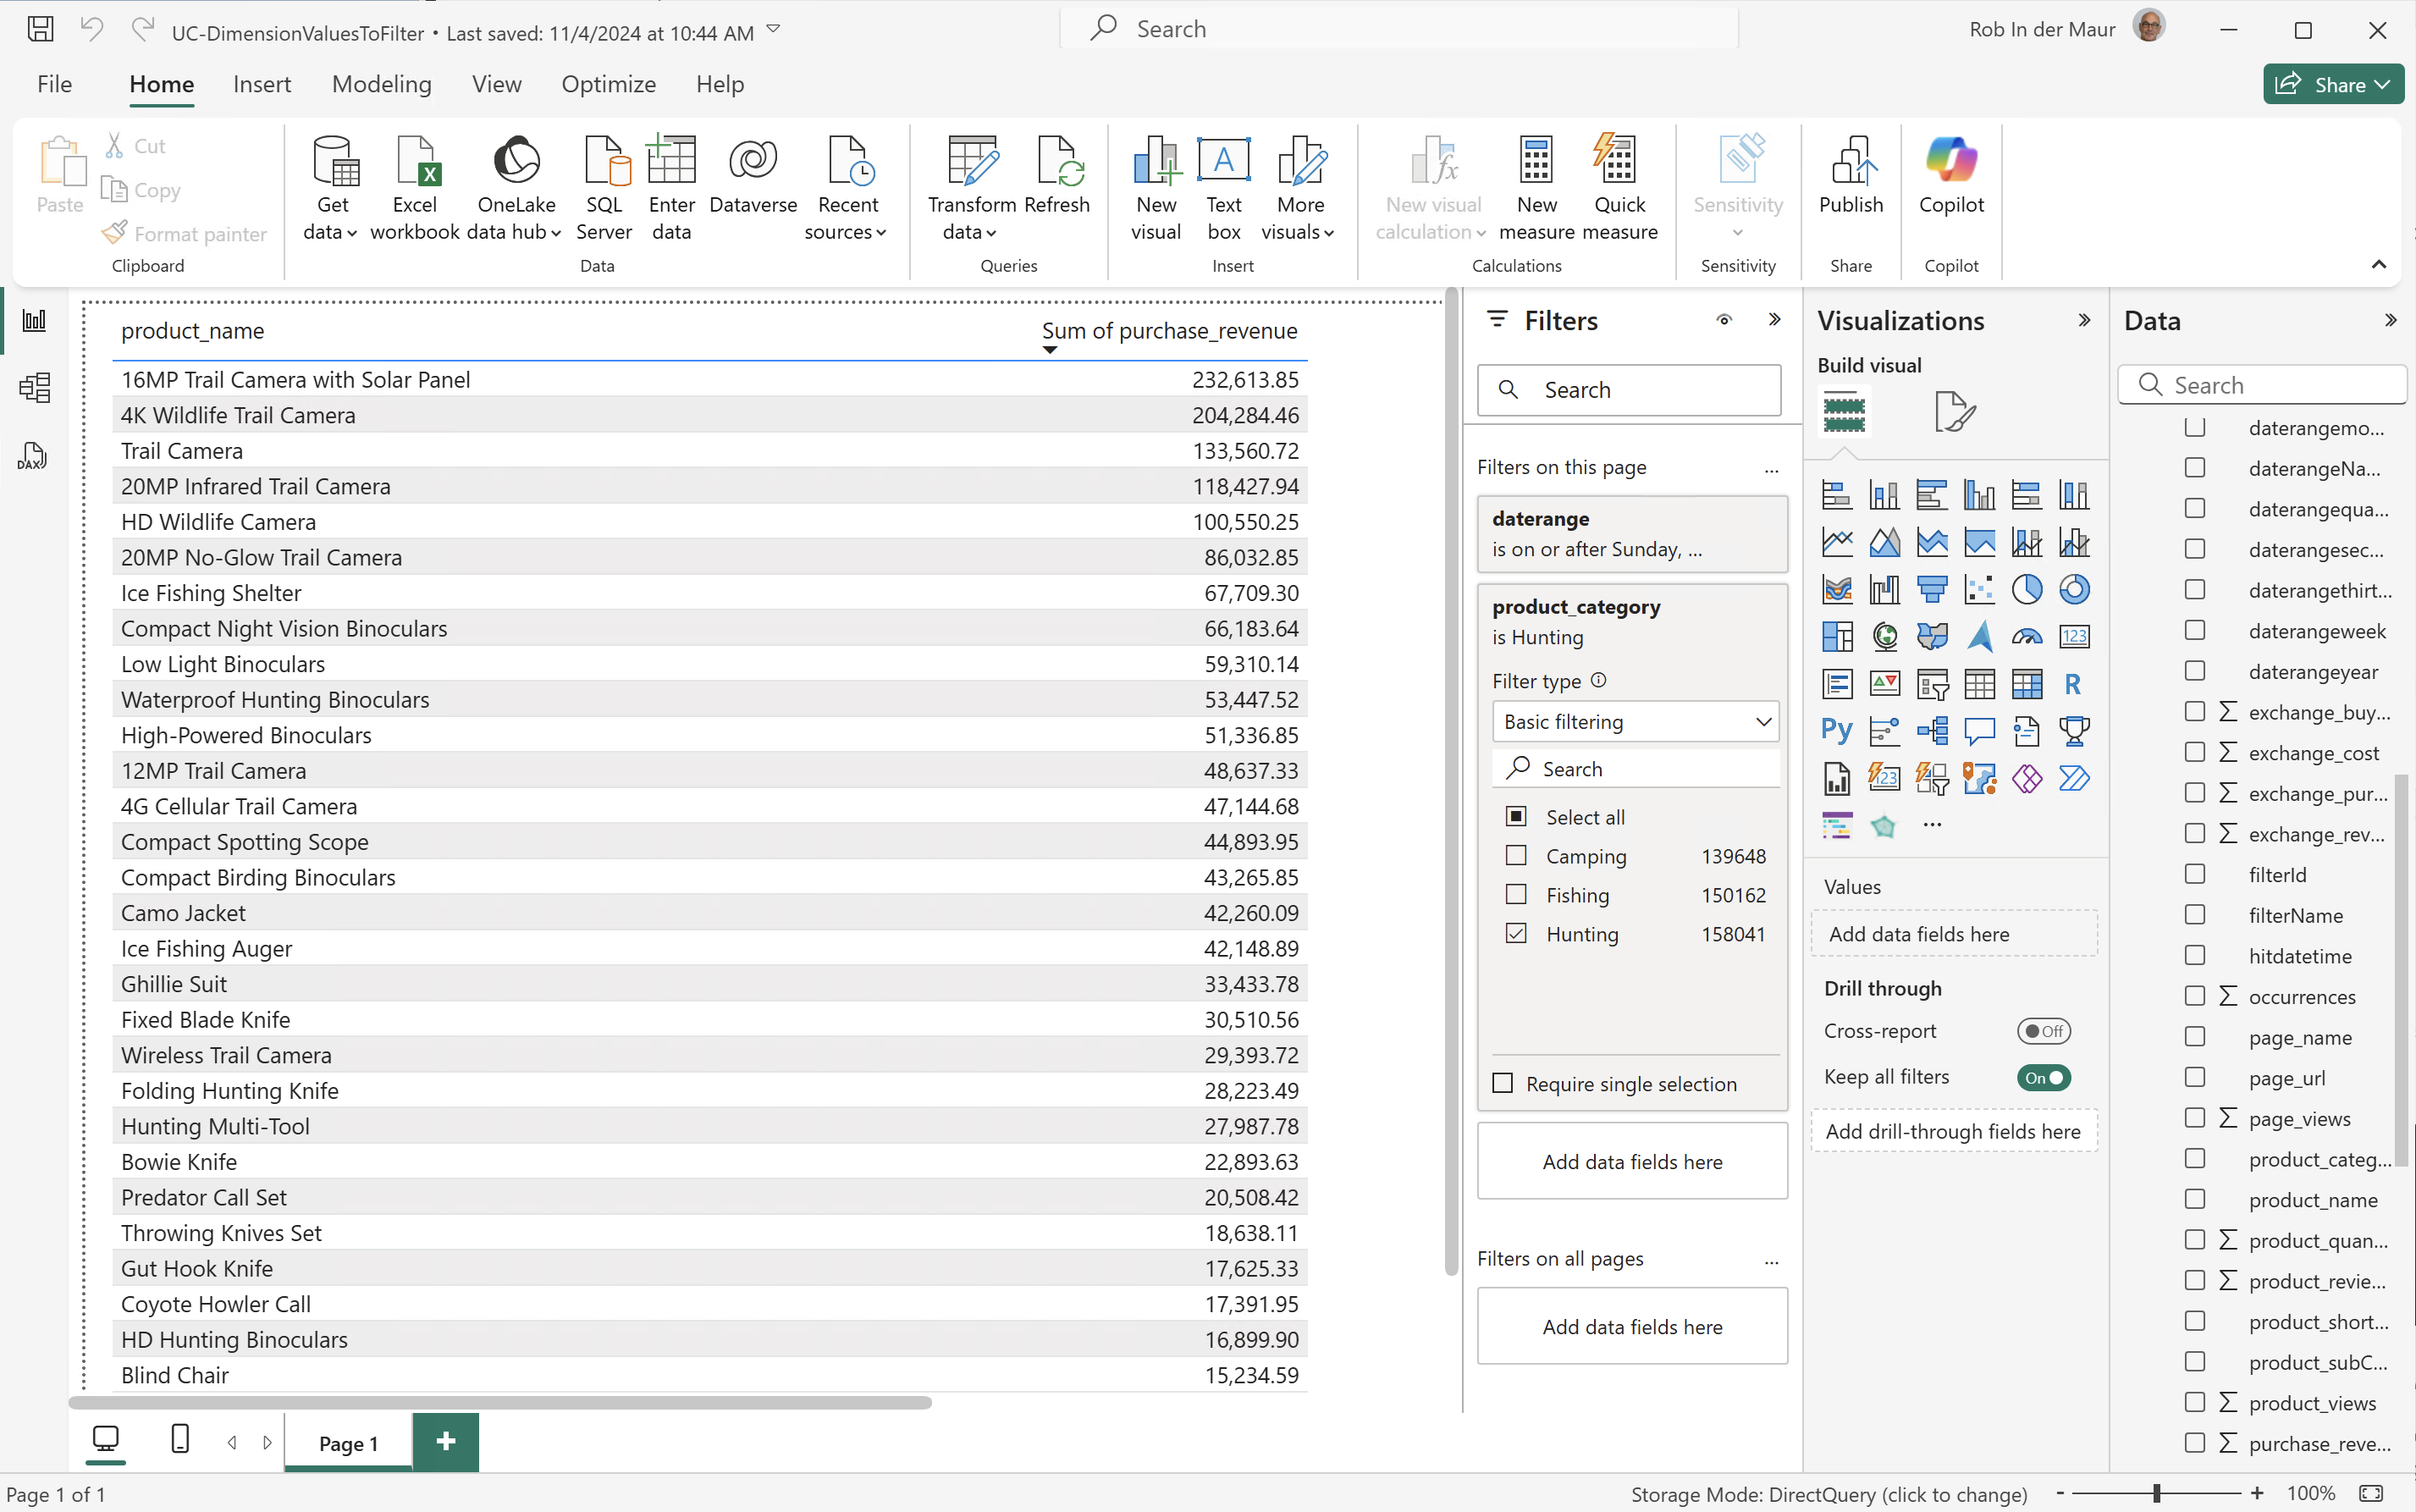 UC-DimensionValuesToFilter • Last saved: 11/4/2024 at 10:44 AM
Search
Rob In der Maur
File Home Insert Modeling View Optimize Help
Share
Paste
Cut
Copy
Format painter
Clipboard
Get data
Excel workbook
OneLake data hub
SQL Server
Enter data
Dataverse
Recent sources
Data
Transform data
Refresh
Queries
New visual
Text box
More visuals
Insert
New visual calculation
New measure
Quick measure
Calculations
Sensitivity
Sensitivity
Publish
Share
Copilot
Copilot
DAX
product_name Sum of purchase_revenue
16MP Trail Camera with Solar Panel 232,613.85
4K Wildlife Trail Camera 204,284.46
Trail Camera 133,560.72
20MP Infrared Trail Camera 118,427.94
HD Wildlife Camera 100,550.25
20MP No-Glow Trail Camera 86,032.85
Ice Fishing Shelter 67,709.30
Compact Night Vision Binoculars 66,183.64
Low Light Binoculars 59,310.14
Waterproof Hunting Binoculars 53,447.52
High-Powered Binoculars 51,336.85
12MP Trail Camera 48,637.33
4G Cellular Trail Camera 47,144.68
Compact Spotting Scope 44,893.95
Compact Birding Binoculars 43,265.85
Camo Jacket 42,260.09
Ice Fishing Auger 42,148.89
Ghillie Suit 33,433.78
Fixed Blade Knife 30,510.56
Wireless Trail Camera 29,393.72
Folding Hunting Knife 28,223.49
Hunting Multi-Tool 27,987.78
Bowie Knife 22,893.63
Predator Call Set 20,508.42
Throwing Knives Set 18,638.11
Gut Hook Knife 17,625.33
Coyote Howler Call 17,391.95
HD Hunting Binoculars 16,899.90
Blind Chair 15,234.59
Filters
Search
Filters on this page ...
daterange
is on or after Sunday, ...
product_category
is Hunting
Filter type
Basic filtering
Search
Select all
Camping 139648
Fishing 150162
Hunting 158041
Require single selection
Add data fields here
Filters on all pages ...
Add data fields here
Visualizations
Build visual
123
R
Py
123
...
Values
Add data fields here
Drill through
Cross-report Off
Keep all filters On
Add drill-through fields here
Data
Search
daterangemo...
daterangeNa...
daterangequa...
daterangesec...
daterangethirt...
daterangeweek
daterangeyear
exchange_buy...
exchange_cost
exchange_pur...
exchange_rev...
filterId
filterName
hitdatetime
occurrences
page_name
page_url
page_views
product_categ...
product_name
product_quan...
product_revie...
product_short...
product_subC...
product_views
purchase_reve...
Page 1
Page 1 of 1
Storage Mode: DirectQuery (click to change)
- + 100%